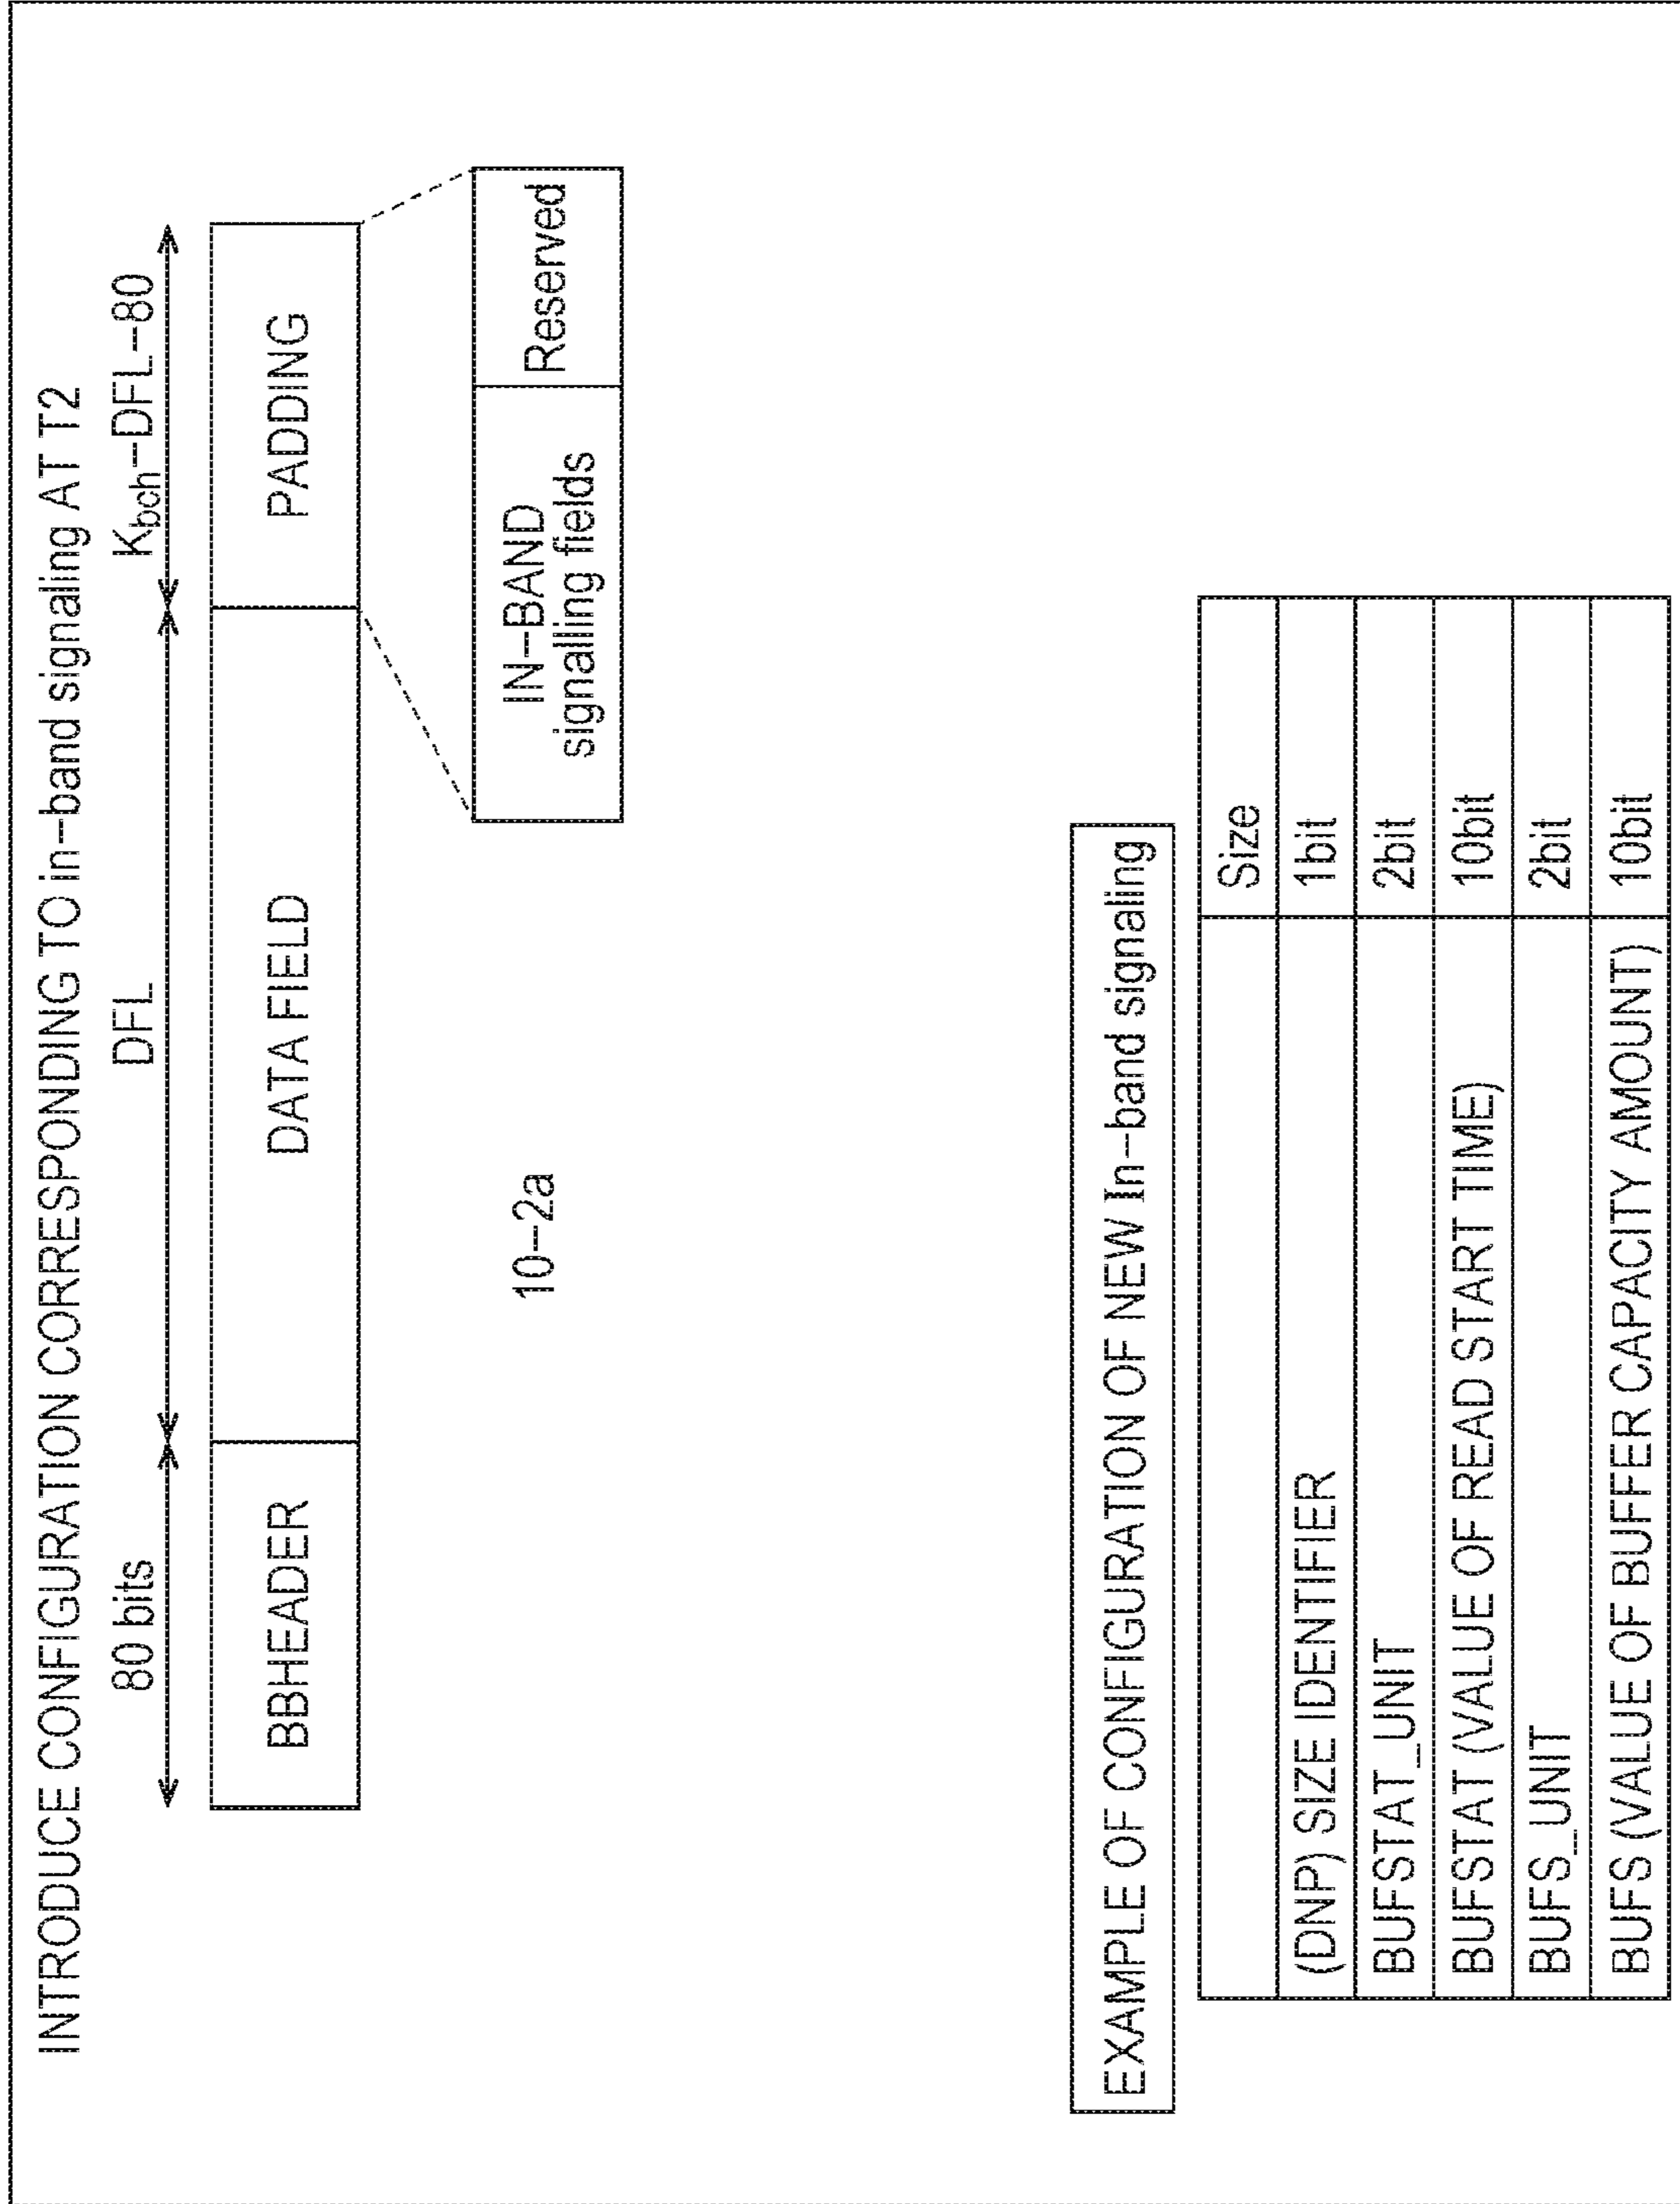 INTRODUCE CONFIGURATION CORRESPONDING TO in-band signaling AT T2
80 bits
DFL
Kbch-DFL-80
BBHEADER
DATA FIELD
PADDING
10-2a
IN-BAND
signalling fields
Reserved
EXAMPLE OF CONFIGURATION OF NEW In-band signaling
Size
(DNP) SIZE IDENTIFIER 1bit
BUFSTAT_UNIT 2bit
BUFSTAT (VALUE OF READ START TIME) 10bit
BUFS_UNIT 2bit
BUFS (VALUE OF BUFFER CAPACITY AMOUNT) 10bit